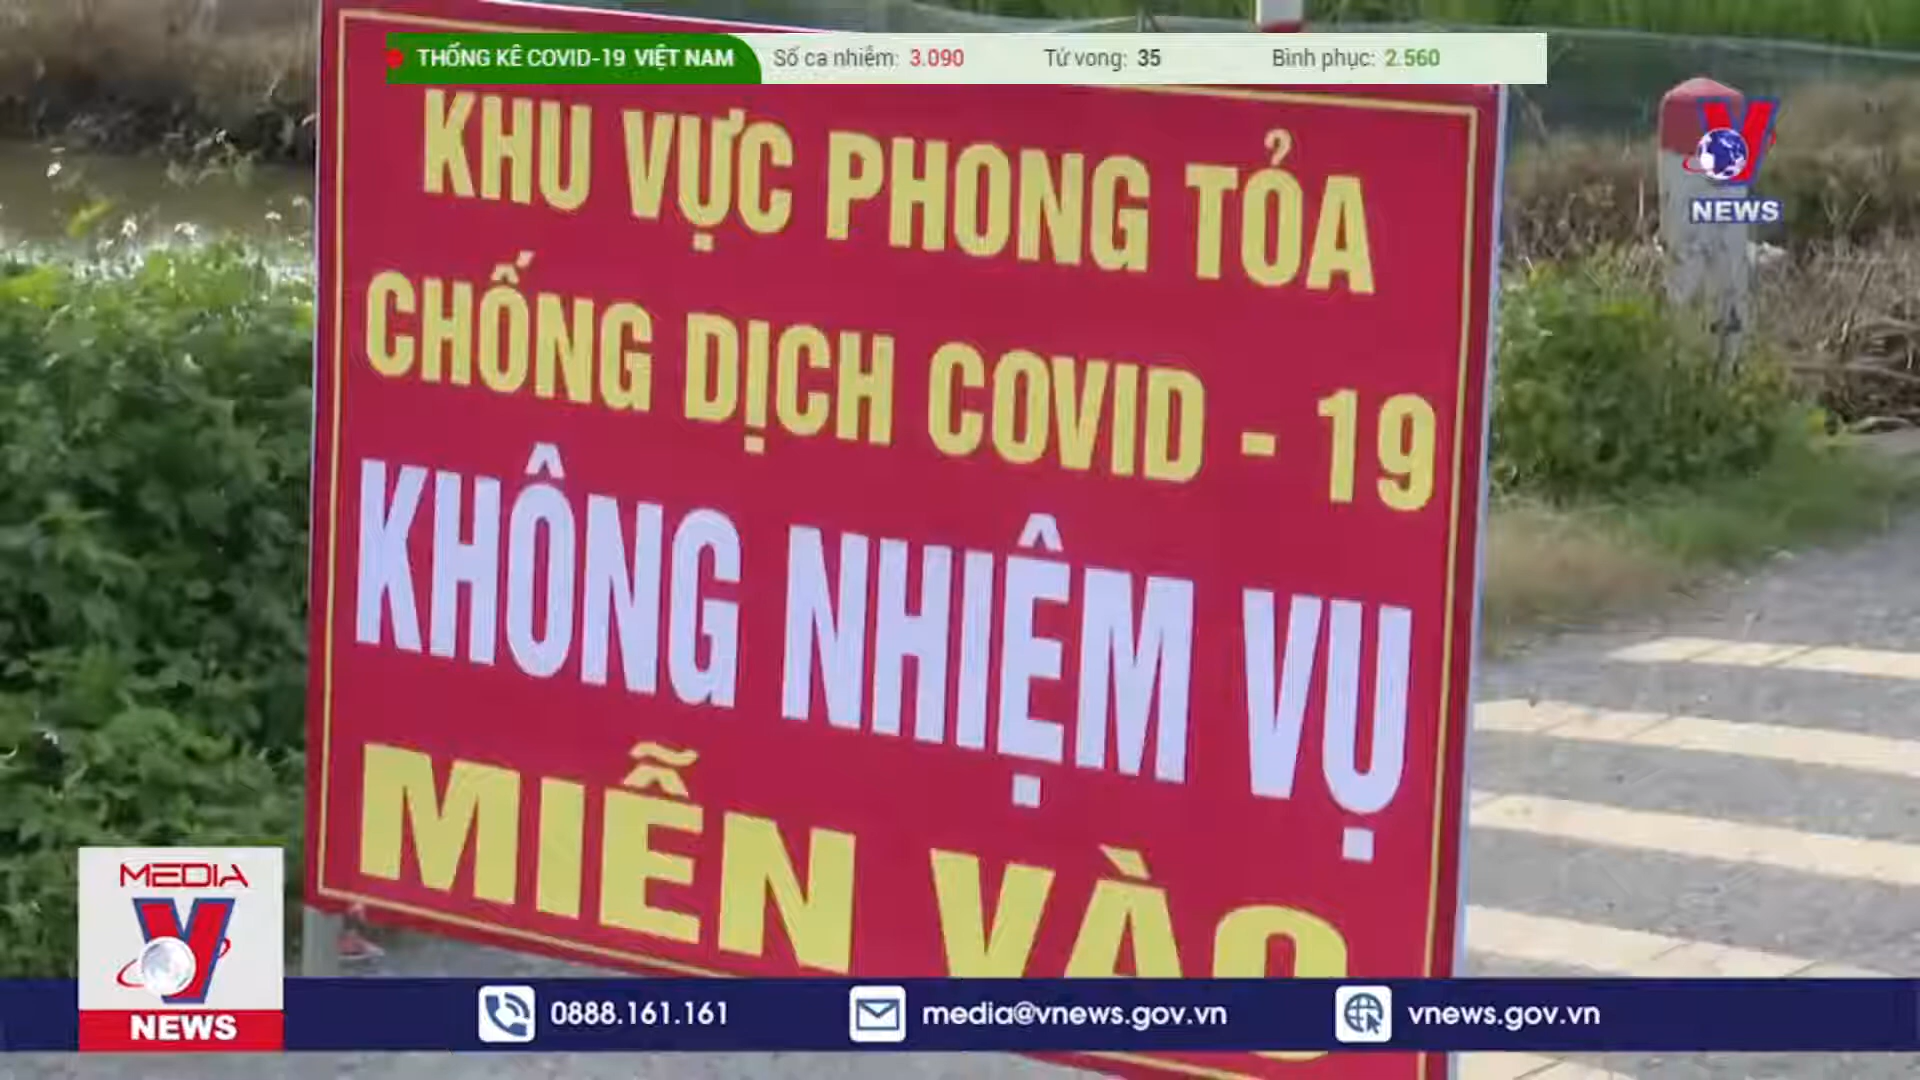 THỐNG KÊ COVID-19 VIỆT NAM Số ca nhiễm: 3.090 Tử vong: 35 Bình phục: 2.560
KHU VỰC PHONG TỎA
CHỐNG DỊCH COVID - 19
KHÔNG NHIỆM VỤ
MIỄN VÀO
NEWS
MEDIA
NEWS
0888.161.161 media@vnews.gov.vn vnews.gov.vn